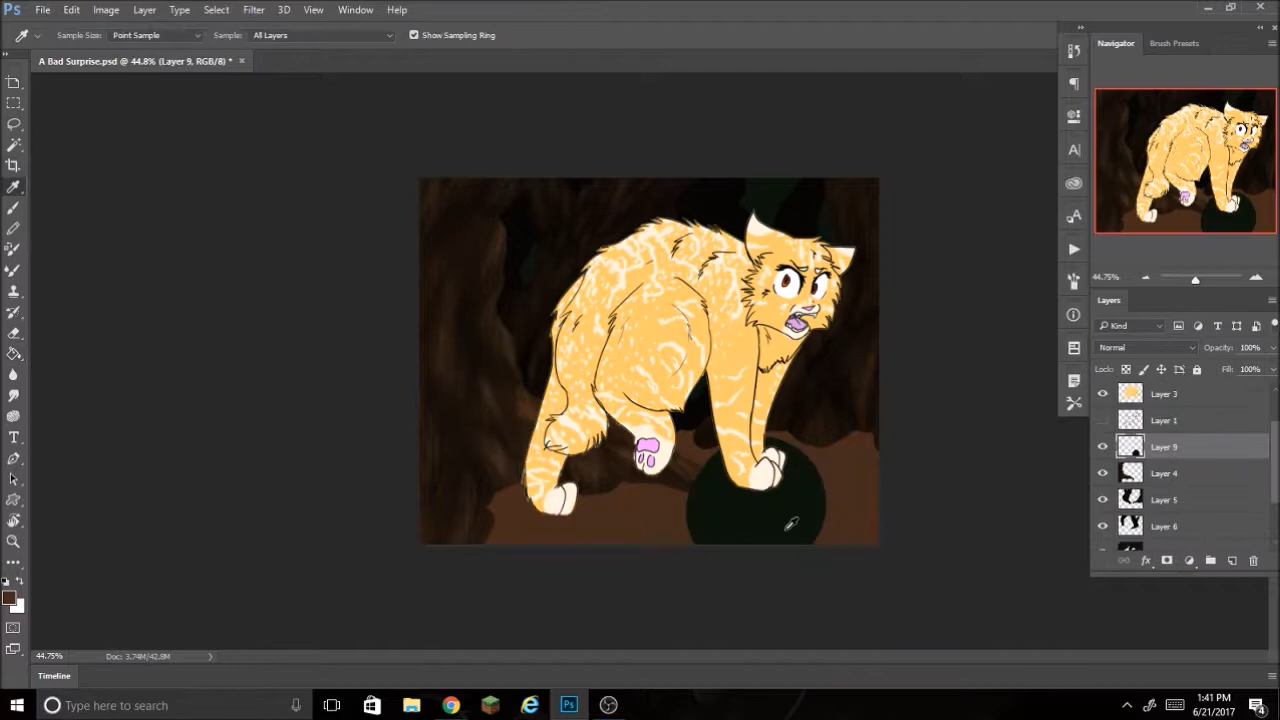 Ps File Edit Image Layer Type Select Filter 3D View Window Help
Sample Size: Point Sample Sample: All Layers Show Sampling Ring
A Bad Surprise.psd @ 44.8% (Layer 9, RGB/8) *
Navigator Brush Presets
44.75%
Layers
Kind
Normal Opacity: 100%
Lock: Fill: 100%
Layer 3
Layer 1
Layer 9
Layer 4
Layer 5
Layer 6
44.75% Doc: 3.74M/42.8M
Timeline
Type here to search
Ps
1:41 PM
6/21/2017
4